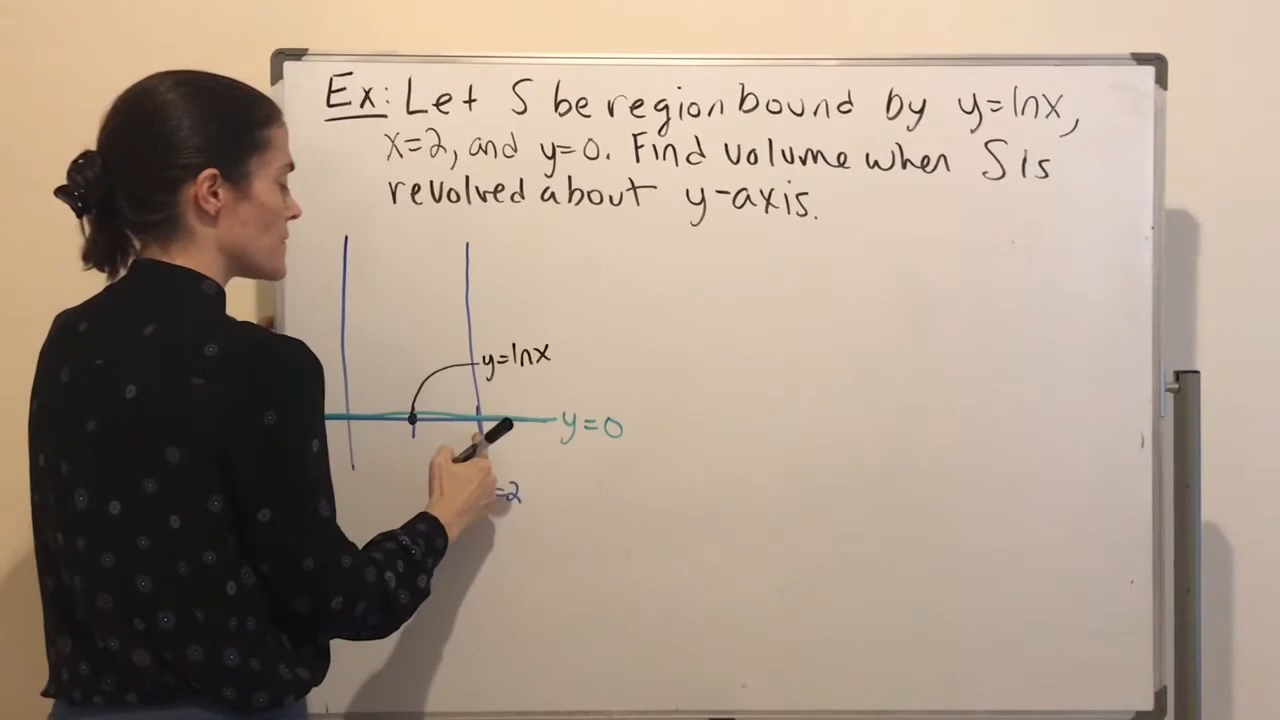 Ex: Let S be region bound by y=lnx,
x=2, and y=0. Find volume when S is
revolved about y-axis.
y=lnx
y=0
=2